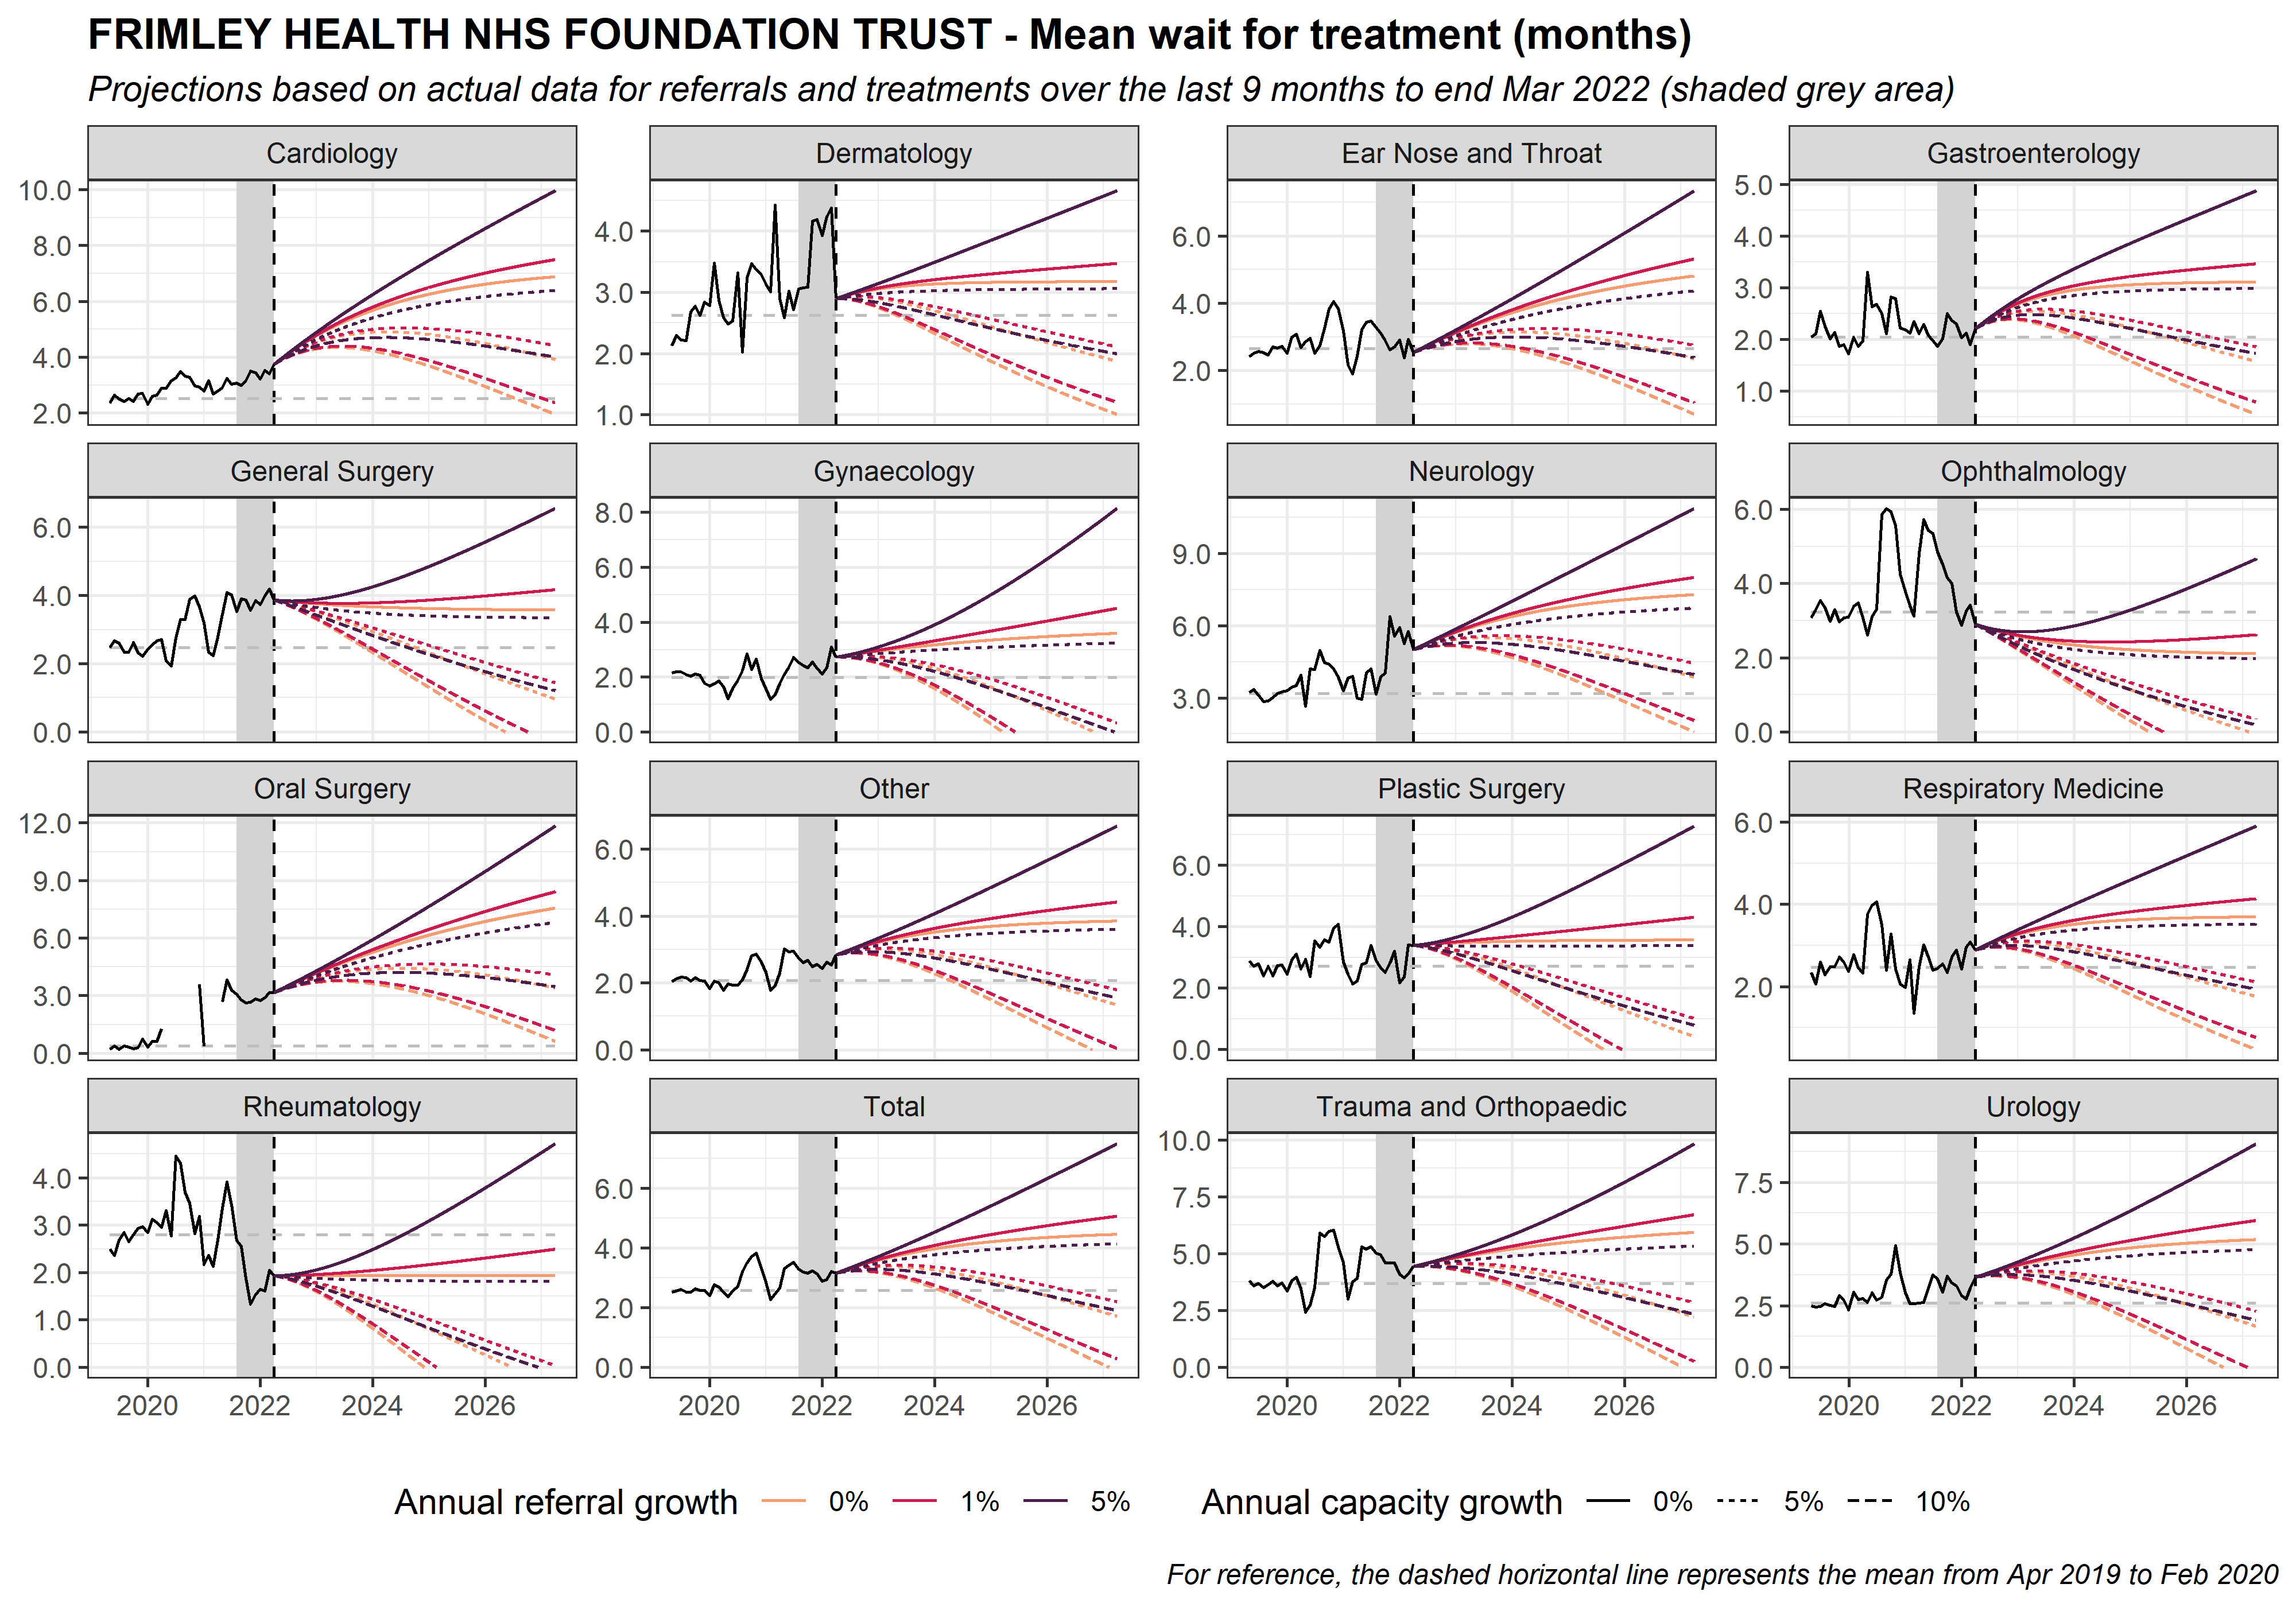 FRIMLEY HEALTH NHS FOUNDATION TRUST - Mean wait for treatment (months)
Projections based on actual data for referrals and treatments over the last 9 months to end Mar 2022 (shaded grey area)
Cardiology
10.0
8.0
6.0
4.0
2.0
Dermatology
4.0
3.0
2.0
1.0
Ear Nose and Throat
6.0
4.0
2.0
Gastroenterology
5.0
4.0
3.0
2.0
1.0
General Surgery
6.0
4.0
2.0
0.0
Gynaecology
8.0
6.0
4.0
2.0
0.0
Neurology
9.0
6.0
3.0
Ophthalmology
6.0
4.0
2.0
0.0
Oral Surgery
12.0
9.0
6.0
3.0
0.0
Other
6.0
4.0
2.0
0.0
Plastic Surgery
6.0
4.0
2.0
0.0
Respiratory Medicine
6.0
4.0
2.0
Rheumatology
4.0
3.0
2.0
1.0
0.0
2020 2022 2024 2026
Total
6.0
4.0
2.0
0.0
2020 2022 2024 2026
Trauma and Orthopaedic
10.0
7.5
5.0
2.5
0.0
2020 2022 2024 2026
Urology
7.5
5.0
2.5
0.0
2020 2022 2024 2026
Annual referral growth 0% 1% 5% Annual capacity growth 0% 5% 10%
For reference, the dashed horizontal line represents the mean from Apr 2019 to Feb 2020